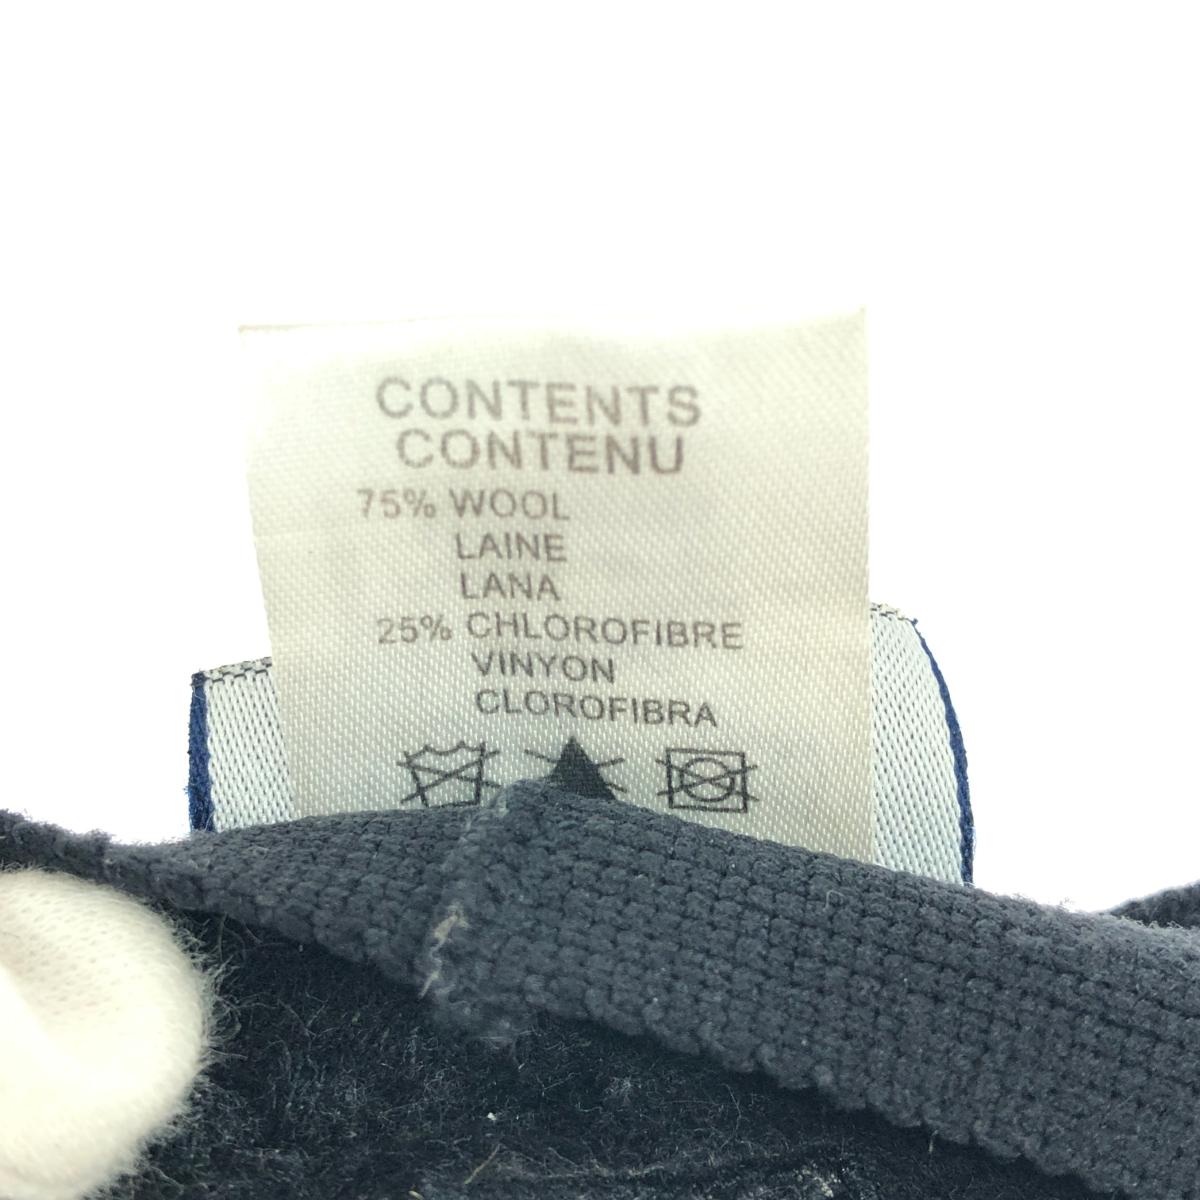 CONTENTS
CONTENU
75% WOOL
LAINE
LANA
25% CHLOROFIBRE
VINYON
CLOROFIBRA